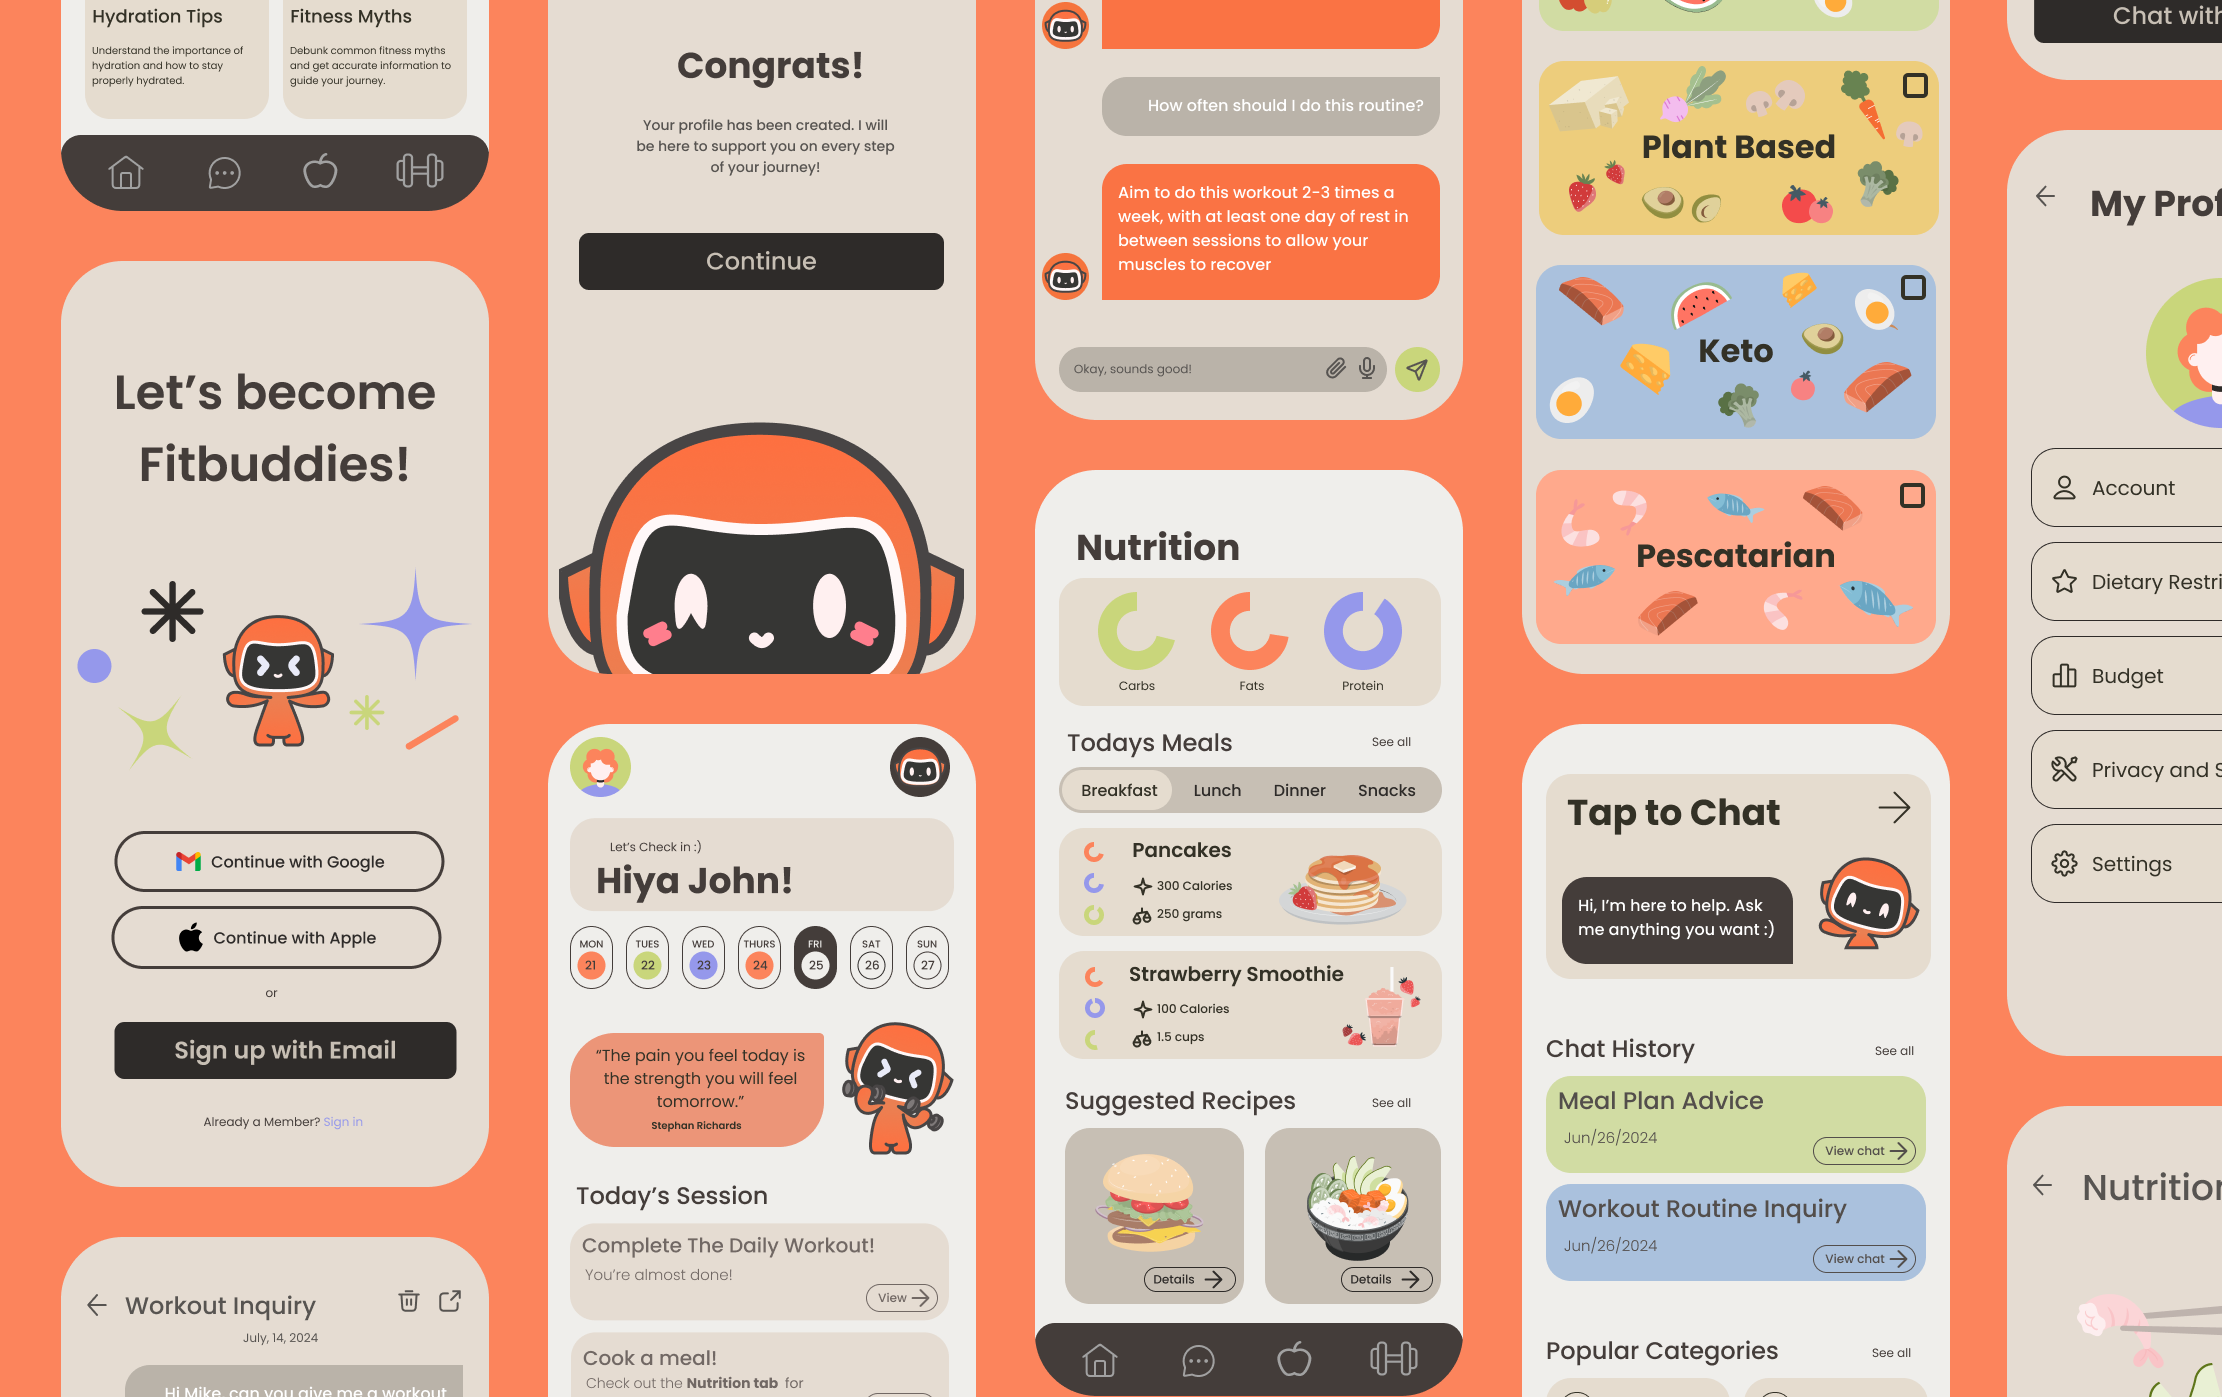 Hydration Tips
Understand the importance of
hydration and how to stay
properly hydrated.
Fitness Myths
Debunk common fitness myths
and get accurate information to
guide your journey.
Let's become
Fitbuddies!
Continue with Google
Continue with Apple
or
Sign up with Email
Already a Member? Sign in
Workout Inquiry
July, 14, 2024
Hi Mike, can you give me a workout
Congrats!
Your profile has been created. I will
be here to support you on every step
of your journey!
Continue
Let's Check in :)
Hiya John!
MON
21
TUES
22
WED
23
THURS
24
FRI
25
SAT
26
SUN
27
“The pain you feel today is
the strength you will feel
tomorrow.”
Stephan Richards
Today's Session
Complete The Daily Workout!
You're almost done!
View
Cook a meal!
Check out the Nutrition tab for
How often should I do this routine?
Aim to do this workout 2-3 times a
week, with at least one day of rest in
between sessions to allow your
muscles to recover
Okay, sounds good!
Nutrition
Carbs
Fats
Protein
Todays Meals
See all
Breakfast
Lunch
Dinner
Snacks
Pancakes
300 Calories
250 grams
Strawberry Smoothie
100 Calories
1.5 cups
Suggested Recipes
See all
Details
Details
Plant Based
Keto
Pescatarian
Tap to Chat
Hi, I'm here to help. Ask
me anything you want :)
Chat History
See all
Meal Plan Advice
Jun/26/2024
View chat
Workout Routine Inquiry
Jun/26/2024
View chat
Popular Categories
See all
Chat with
My Prof
Account
Dietary Restri
Budget
Privacy and S
Settings
Nutrition